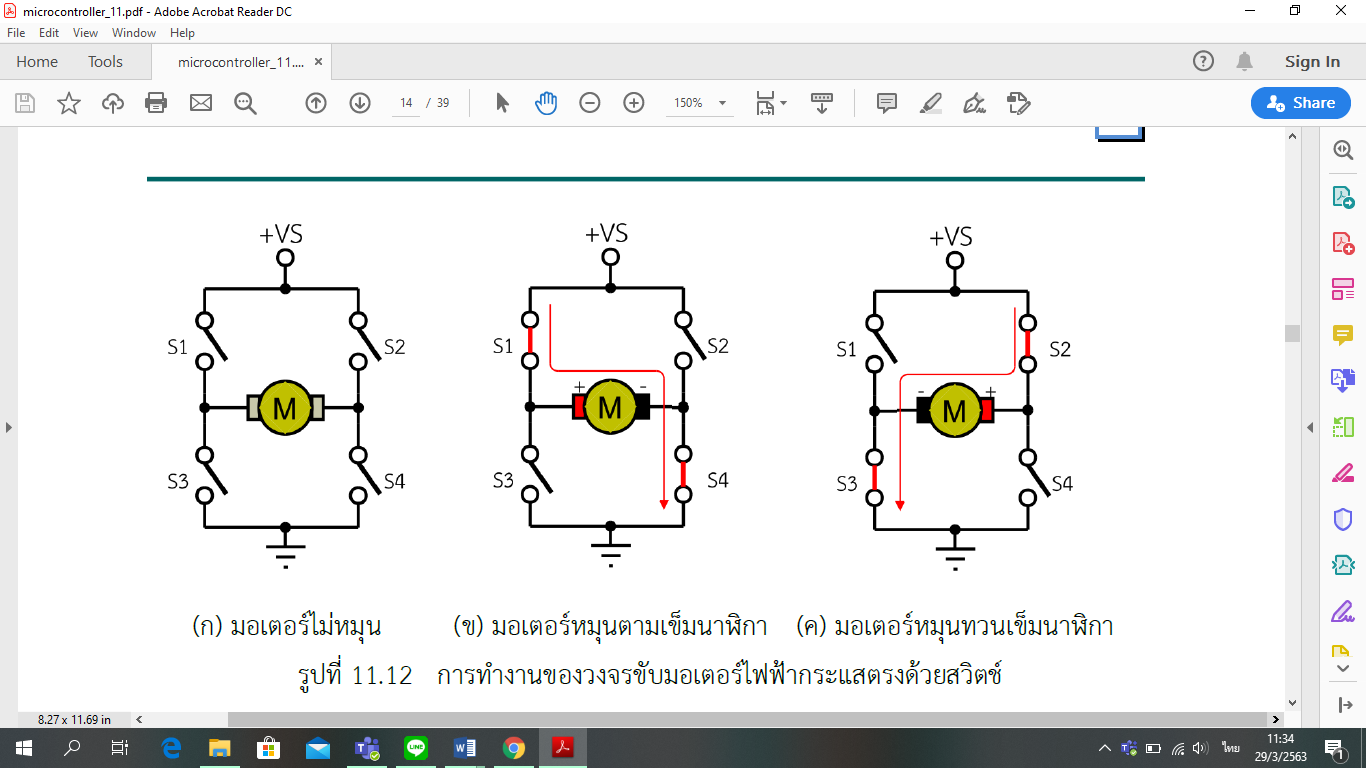 microcontroller_11.pdf - Adobe Acrobat Reader DC
File Edit View Window Help
Home Tools microcontroller_11.... × Sign In
14 / 39 150% Share
+VS +VS +VS
S1 S2 S1 S2 S1 S2
M + M - - M +
S3 S4 S3 S4 S3 S4
(ก) มอเตอร์ไม่หมุน (ข) มอเตอร์หมุนตามเข็มนาฬิกา (ค) มอเตอร์หมุนทวนเข็มนาฬิกา
รูปที่ 11.12 การทำงานของวงจรขับมอเตอร์ไฟฟ้ากระแสตรงด้วยสวิตช์
8.27 x 11.69 in
ไทย 11:34
29/3/2563 1